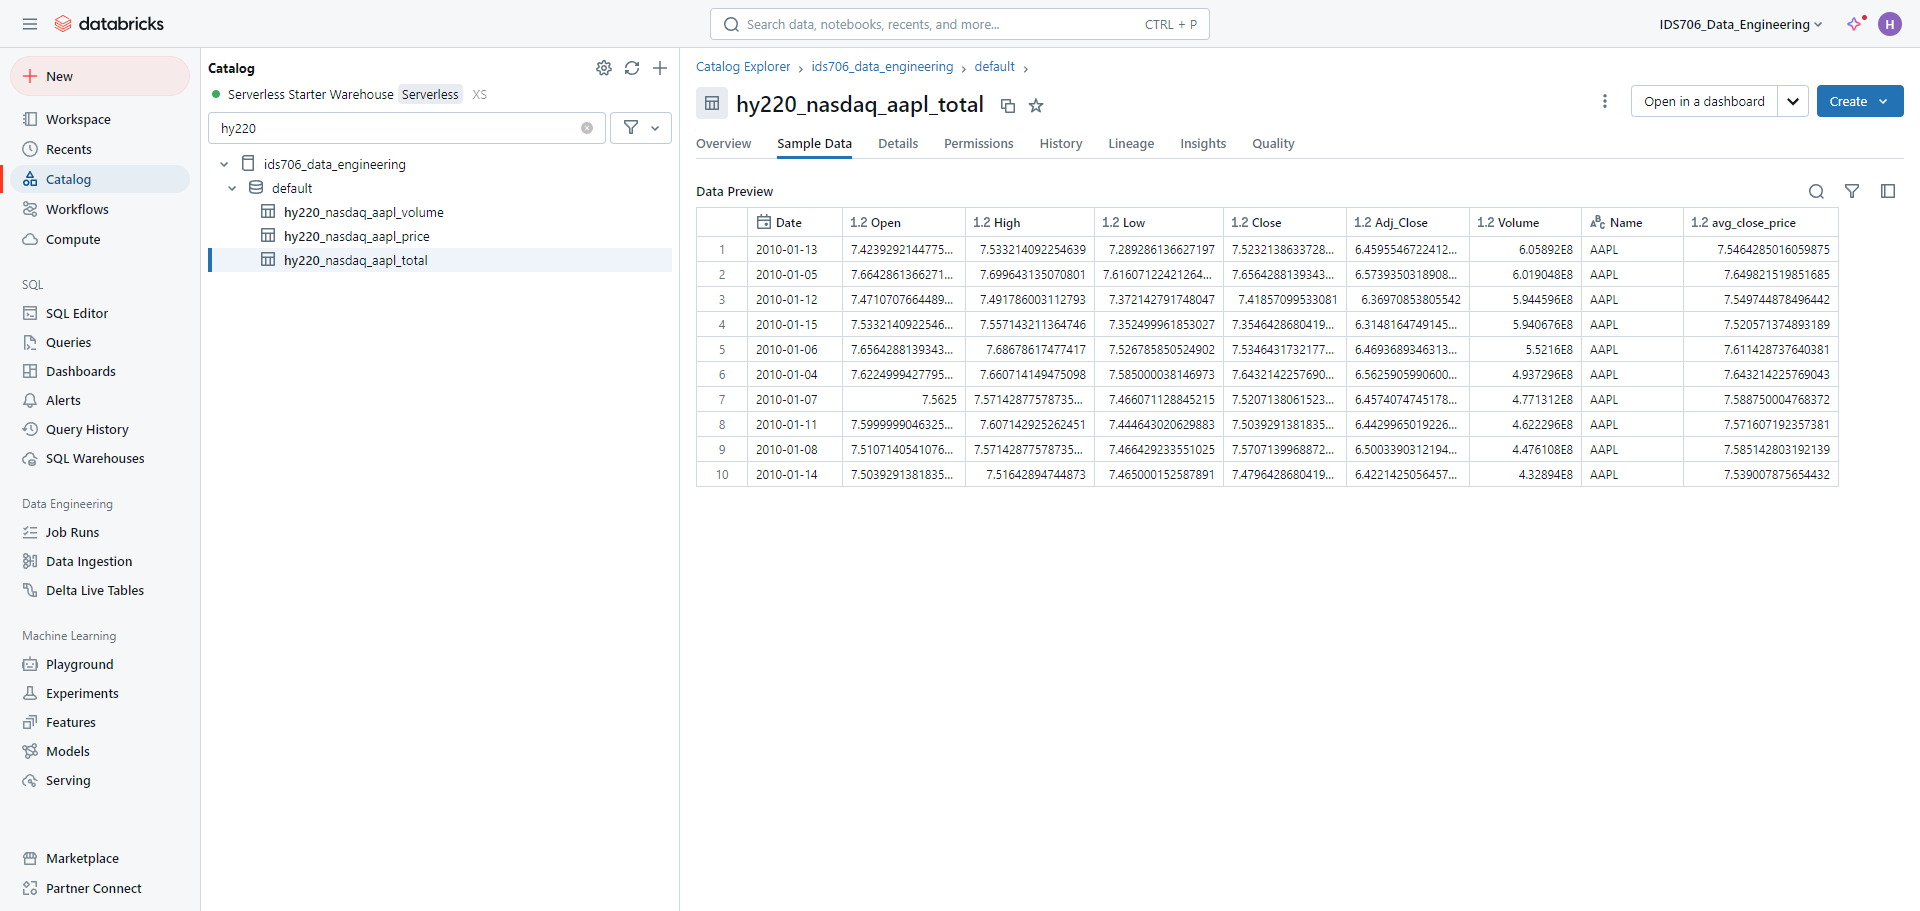 databricks
Search data, notebooks, recents, and more...
CTRL + P
IDS706_Data_Engineering
H
New
Workspace
Recents
Catalog
Workflows
Compute
SQL
SQL Editor
Queries
Dashboards
Alerts
Query History
SQL Warehouses
Data Engineering
Job Runs
Data Ingestion
Delta Live Tables
Machine Learning
Playground
Experiments
Features
Models
Serving
Marketplace
Partner Connect
Catalog
Serverless Starter Warehouse Serverless XS
hy220
ids706_data_engineering
default
hy220_nasdaq_aapl_volume
hy220_nasdaq_aapl_price
hy220_nasdaq_aapl_total
Catalog Explorer > ids706_data_engineering > default >
hy220_nasdaq_aapl_total
Open in a dashboard
Create
Overview Sample Data Details Permissions History Lineage Insights Quality
Data Preview
Date 1.2 Open 1.2 High 1.2 Low 1.2 Close 1.2 Adj_Close 1.2 Volume ABC Name 1.2 avg_close_price
1 2010-01-13 7.4239292144775... 7.533214092254639 7.289286136627197 7.5232138633728... 6.4595546722412... 6.05892E8 AAPL 7.5464285016059875
2 2010-01-05 7.6642861366271... 7.699643135070801 7.61607122421264... 7.6564288139343... 6.5739350318908... 6.019048E8 AAPL 7.649821519851685
3 2010-01-12 7.4710707664489... 7.491786003112793 7.372142791748047 7.41857099533081 6.36970853805542 5.944596E8 AAPL 7.549744878496442
4 2010-01-15 7.5332140922546... 7.557143211364746 7.352499961853027 7.3546428680419... 6.3148164749145... 5.940676E8 AAPL 7.520571374893189
5 2010-01-06 7.6564288139343... 7.68678617477417 7.526785850524902 7.5346431732177... 6.4693689346313... 5.5216E8 AAPL 7.611428737640381
6 2010-01-04 7.6224999427795... 7.660714149475098 7.585000038146973 7.6432142257690... 6.5625905990600... 4.937296E8 AAPL 7.643214225769043
7 2010-01-07 7.5625 7.57142877578735... 7.466071128845215 7.5207138061523... 6.4574074745178... 4.771312E8 AAPL 7.588750004768372
8 2010-01-11 7.5999999046325... 7.607142925262451 7.444643020629883 7.5039291381835... 6.4429965019226... 4.622296E8 AAPL 7.571607192357381
9 2010-01-08 7.5107140541076... 7.57142877578735... 7.466429233551025 7.5707139968872... 6.5003390312194... 4.476108E8 AAPL 7.585142803192139
10 2010-01-14 7.5039291381835... 7.51642894744873 7.465000152587891 7.4796428680419... 6.4221425056457... 4.32894E8 AAPL 7.539007875654432